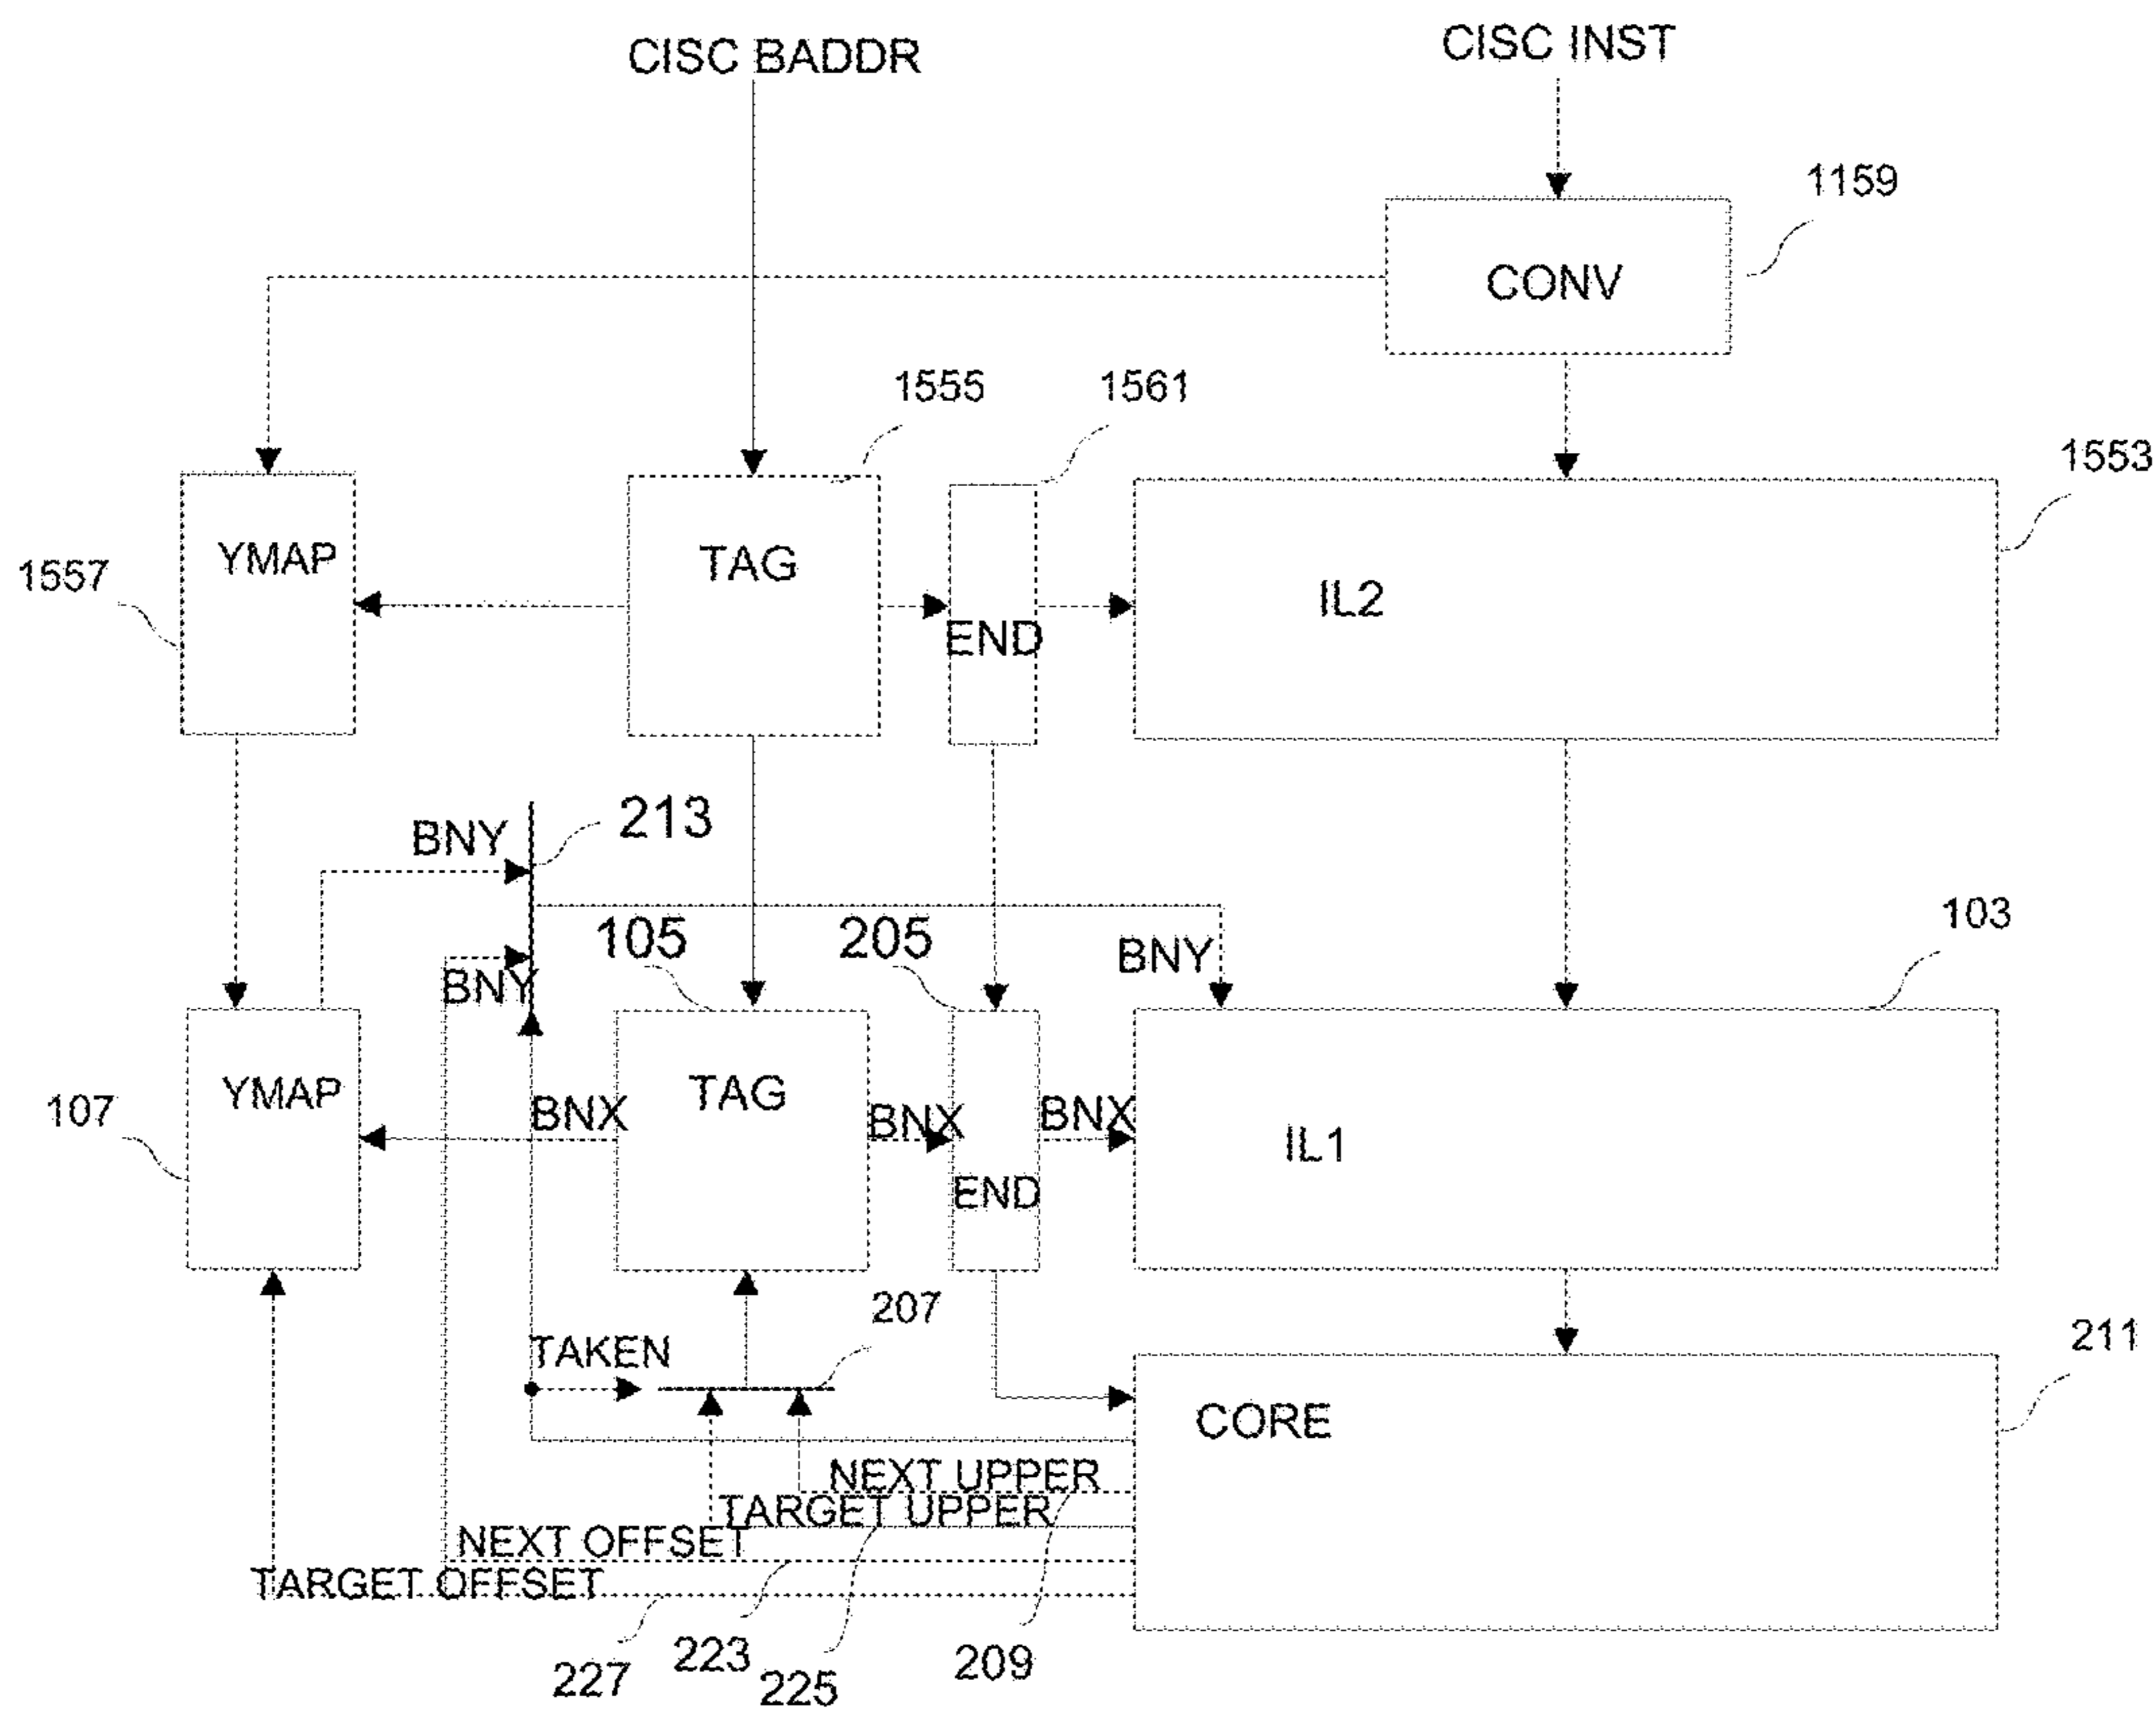 CISC BADDR
CISC INST
1159
CONV
1555
1561
1553
YMAP
TAG
IL2
1557
END
213
BNY
105
205
103
BNY
BNY
YMAP
TAG
107
BNX
BNX
BNX
IL1
END
207
TAKEN
211
CORE
NEXT UPPER
TARGET UPPER
NEXT OFFSET
TARGET OFFSET
223
209
227
225